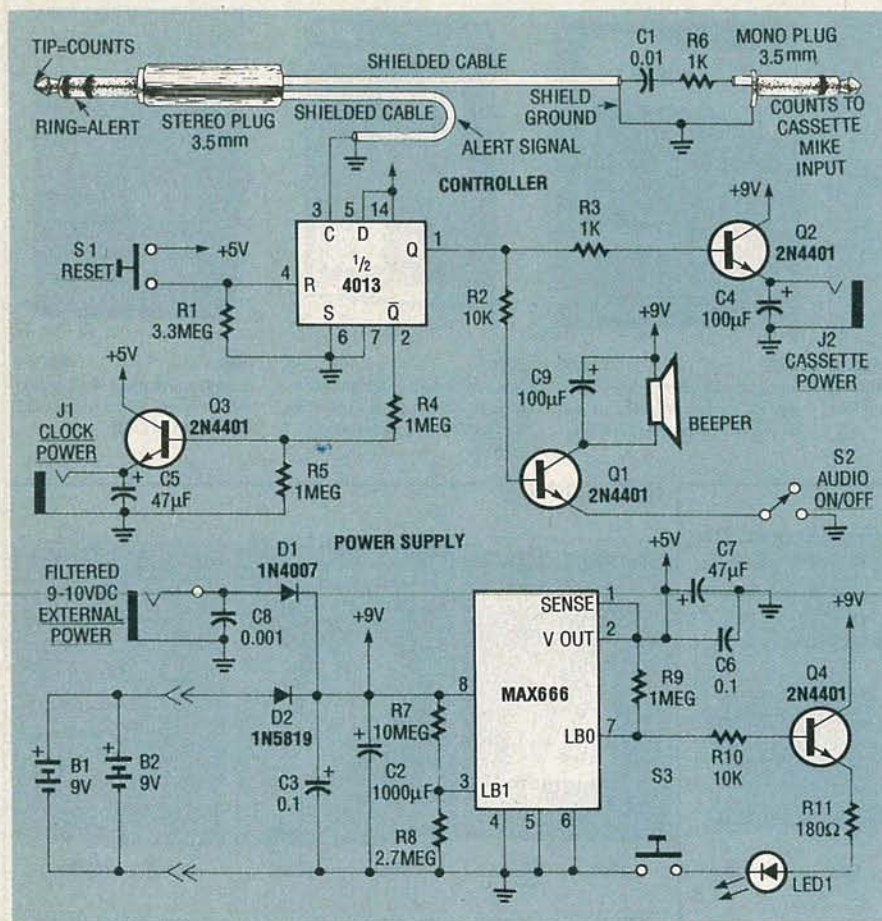 TIP=COUNTS
RING=ALERT
STEREO PLUG
3.5mm
SHIELDED CABLE
SHIELDED CABLE
SHIELD
GROUND
ALERT SIGNAL
C1
0.01
R6
1K
MONO PLUG
3.5mm
COUNTS TO
CASSETTE
MIKE
INPUT
CONTROLLER
3
5
14
C
D
Q
1
1/2
4013
4
R
S
Q̅
6
7
2
S1
RESET
+5V
R1
3.3MEG
R3
1K
+9V
Q2
2N4401
R2
10K
C4
100µF
+
J2
CASSETTE
POWER
+9V
C9
100µF
+
BEEPER
+5V
J1
CLOCK
POWER
Q3
2N4401
R4
1MEG
C5
47µF
+
R5
1MEG
Q1
2N4401
S2
AUDIO
ON/OFF
POWER SUPPLY
FILTERED
9-10VDC
EXTERNAL
POWER
D1
1N4007
C8
0.001
+9V
+5V
C7
47µF
+
SENSE
1
V OUT
2
C6
0.1
+9V
MAX666
R9
1MEG
Q4
2N4401
8
D2
1N5819
R7
10MEG
LB0
7
R10
10K
+
B1
9V
+
B2
9V
C3
0.1
+
C2
1000µF
+
3
LB1
S3
R8
2.7MEG
4
5
6
R11
180Ω
LED1